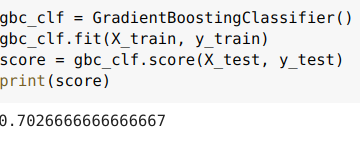 gbc_clf = GradientBoostingClassifier()
gbc_clf.fit(X_train, y_train)
score = gbc_clf.score(X_test, y_test)
print(score)
0.7026666666666667